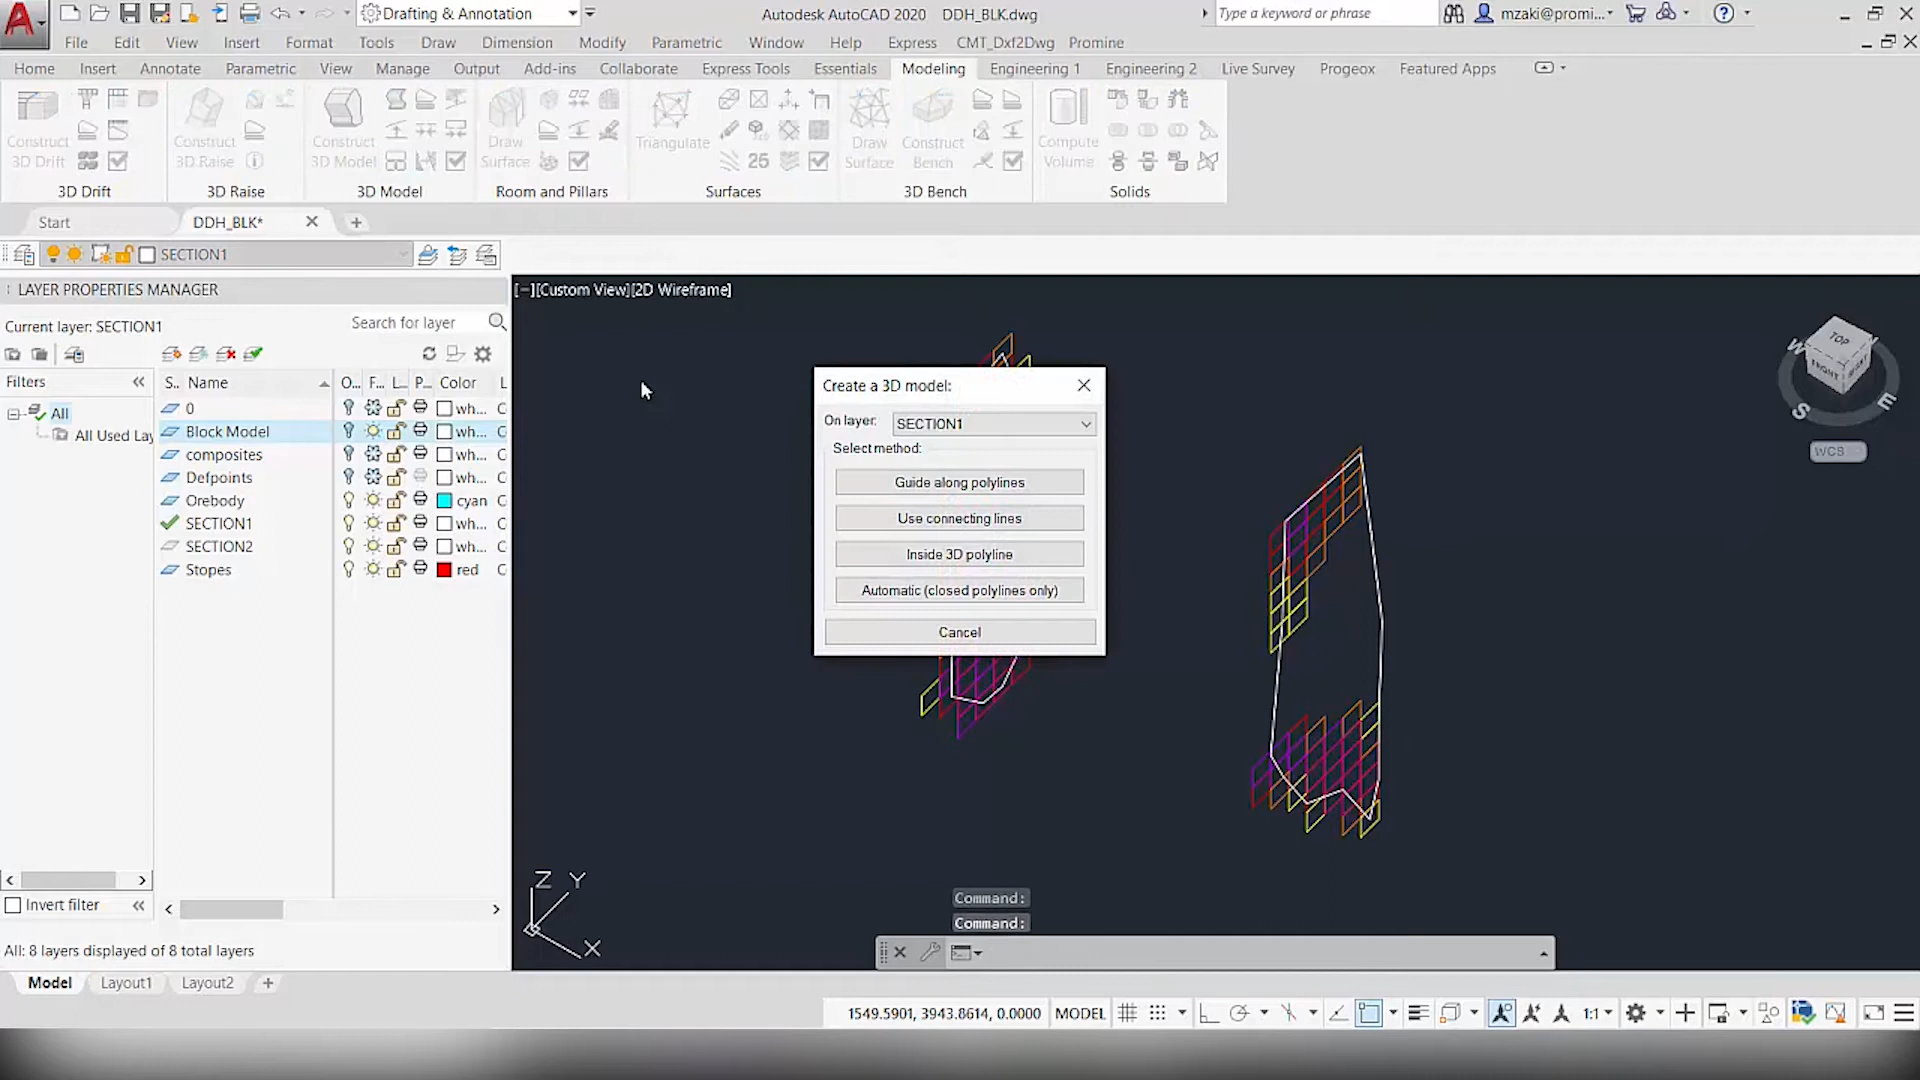 Drafting & Annotation
Autodesk AutoCAD 2020 DDH_BLK.dwg
Type a keyword or phrase
mzaki@promi...
File Edit View Insert Format Tools Draw Dimension Modify Parametric Window Help Express CMT_Dxf2Dwg Promine
Home Insert Annotate Parametric View Manage Output Add-ins Collaborate Express Tools Essentials Modeling Engineering 1 Engineering 2 Live Survey Progeox Featured Apps
Construct 3D Drift
Construct 3D Raise
Construct 3D Model
Draw Surface
Triangulate
25
Draw Surface
Construct Bench
Compute Volume
3D Drift 3D Raise 3D Model Room and Pillars Surfaces 3D Bench Solids
Start DDH_BLK*
SECTION1
LAYER PROPERTIES MANAGER
Current layer: SECTION1
Search for layer
Filters
All
All Used Lay
S.. Name O... F... L... P... Color L
0 wh... C
Block Model wh... C
composites wh... C
Defpoints wh... C
Orebody cyan C
SECTION1 wh... C
SECTION2 wh... C
Stopes red C
Invert filter
All: 8 layers displayed of 8 total layers
[−][Custom View][2D Wireframe]
Create a 3D model:
On layer: SECTION1
Select method:
Guide along polylines
Use connecting lines
Inside 3D polyline
Automatic (closed polylines only)
Cancel
TOP
FRONT
W
S
E
WCS
Z Y
X
Command:
Command:
Model Layout1 Layout2
1549.5901, 3943.8614, 0.0000 MODEL
1:1